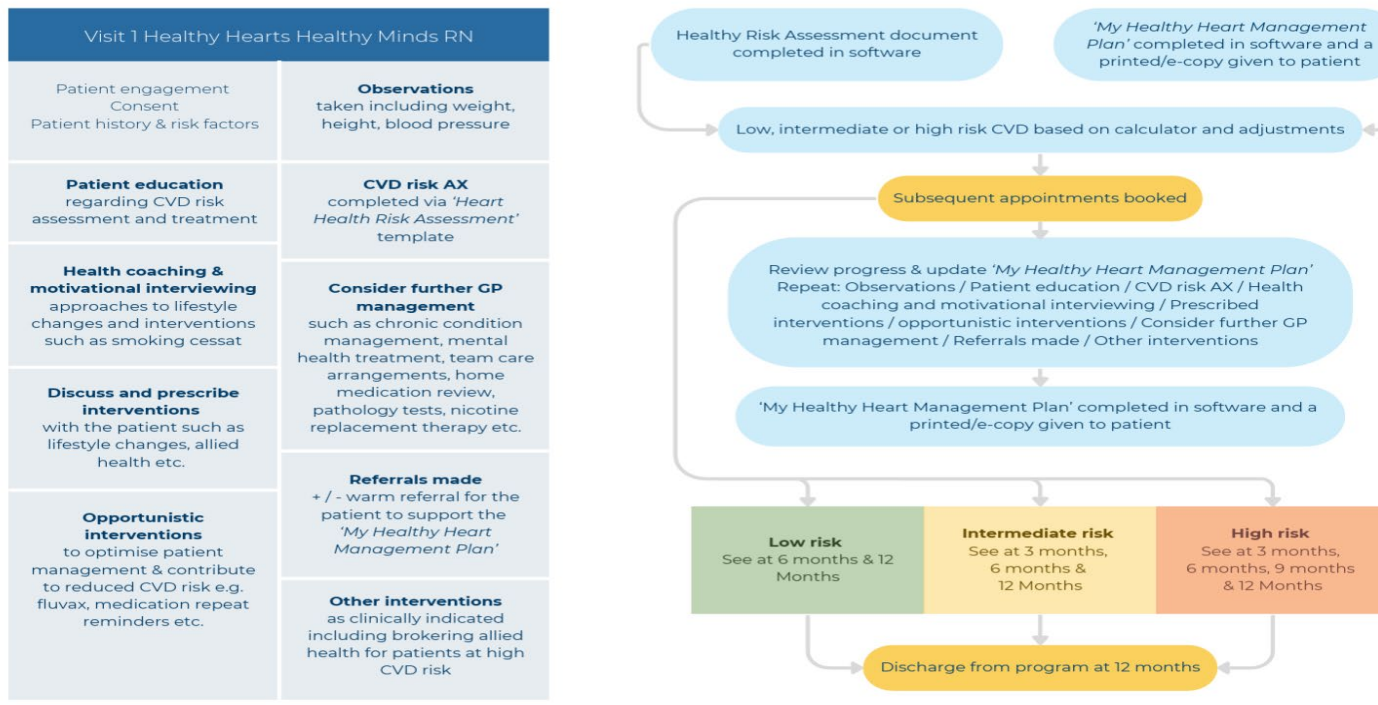 Visit 1 Healthy Hearts Healthy Minds RN
Patient engagement
Consent
Patient history & risk factors
Observations
taken including weight,
height, blood pressure
Patient education
regarding CVD risk
assessment and treatment
CVD risk AX
completed via ‘Heart
Health Risk Assessment’
template
Health coaching &
motivational interviewing
approaches to lifestyle
changes and interventions
such as smoking cessat
Consider further GP
management
such as chronic condition
management, mental
health treatment, team care
arrangements, home
medication review,
pathology tests, nicotine
replacement therapy etc.
Discuss and prescribe
interventions
with the patient such as
lifestyle changes, allied
health etc.
Referrals made
+ / - warm referral for the
patient to support the
‘My Healthy Heart
Management Plan’
Opportunistic
interventions
to optimise patient
management & contribute
to reduced CVD risk e.g.
fluvax, medication repeat
reminders etc.
Other interventions
as clinically indicated
including brokering allied
health for patients at high
CVD risk
Healthy Risk Assessment document
completed in software
‘My Healthy Heart Management
Plan’ completed in software and a
printed/e-copy given to patient
Low, intermediate or high risk CVD based on calculator and adjustments
Subsequent appointments booked
Review progress & update ‘My Healthy Heart Management Plan’
Repeat: Observations / Patient education / CVD risk AX / Health
coaching and motivational interviewing / Prescribed
interventions / opportunistic interventions / Consider further GP
management / Referrals made / Other interventions
‘My Healthy Heart Management Plan’ completed in software and a
printed/e-copy given to patient
Low risk
See at 6 months & 12
Months
Intermediate risk
See at 3 months,
6 months &
12 Months
High risk
See at 3 months,
6 months, 9 months
& 12 Months
Discharge from program at 12 months